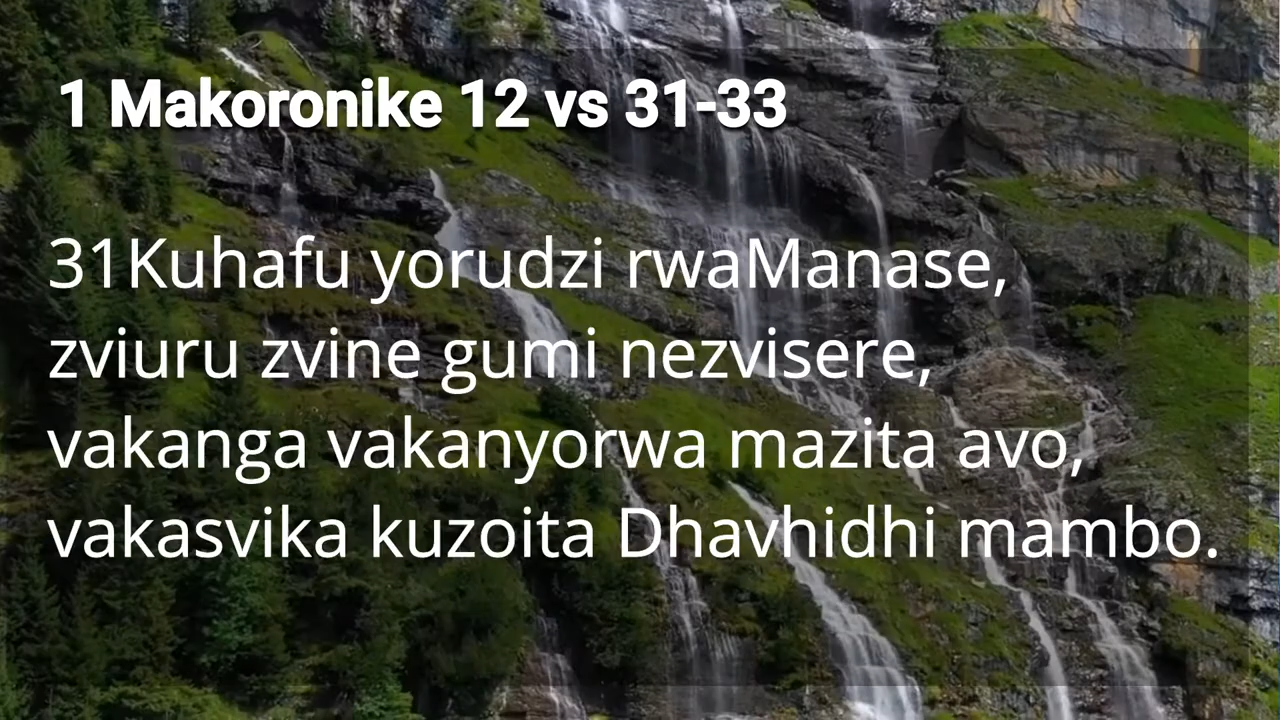 1 Makoronike 12 vs 31-33
31Kuhafu yorudzi rwaManase,
zviuru zvine gumi nezvisere,
vakanga vakanyorwa mazita avo,
vakasvika kuzoita Dhavhidhi mambo.